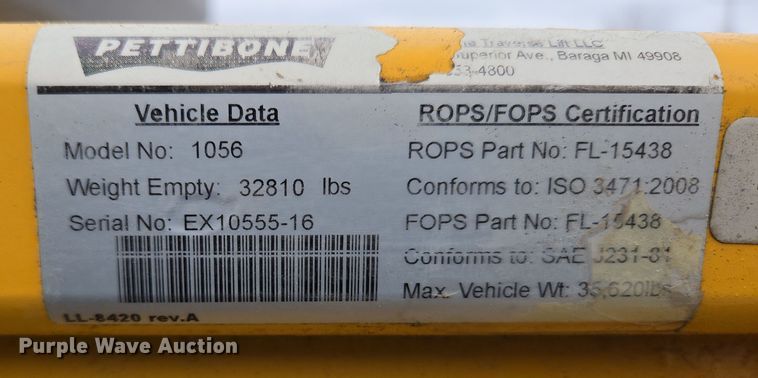 PETTIBONE
Traverse Lift LLC
Superior Ave., Baraga MI 49908
-4800
Vehicle Data
Model No: 1056
Weight Empty: 32810 lbs
Serial No: EX10555-16
LL-8420 rev.A
ROPS/FOPS Certification
ROPS Part No: FL-15438
Conforms to: ISO 3471:2008
FOPS Part No: FL-15438
Conforms to: SAE J231-81
Max. Vehicle Wt: 35,620lbs
Purple Wave Auction